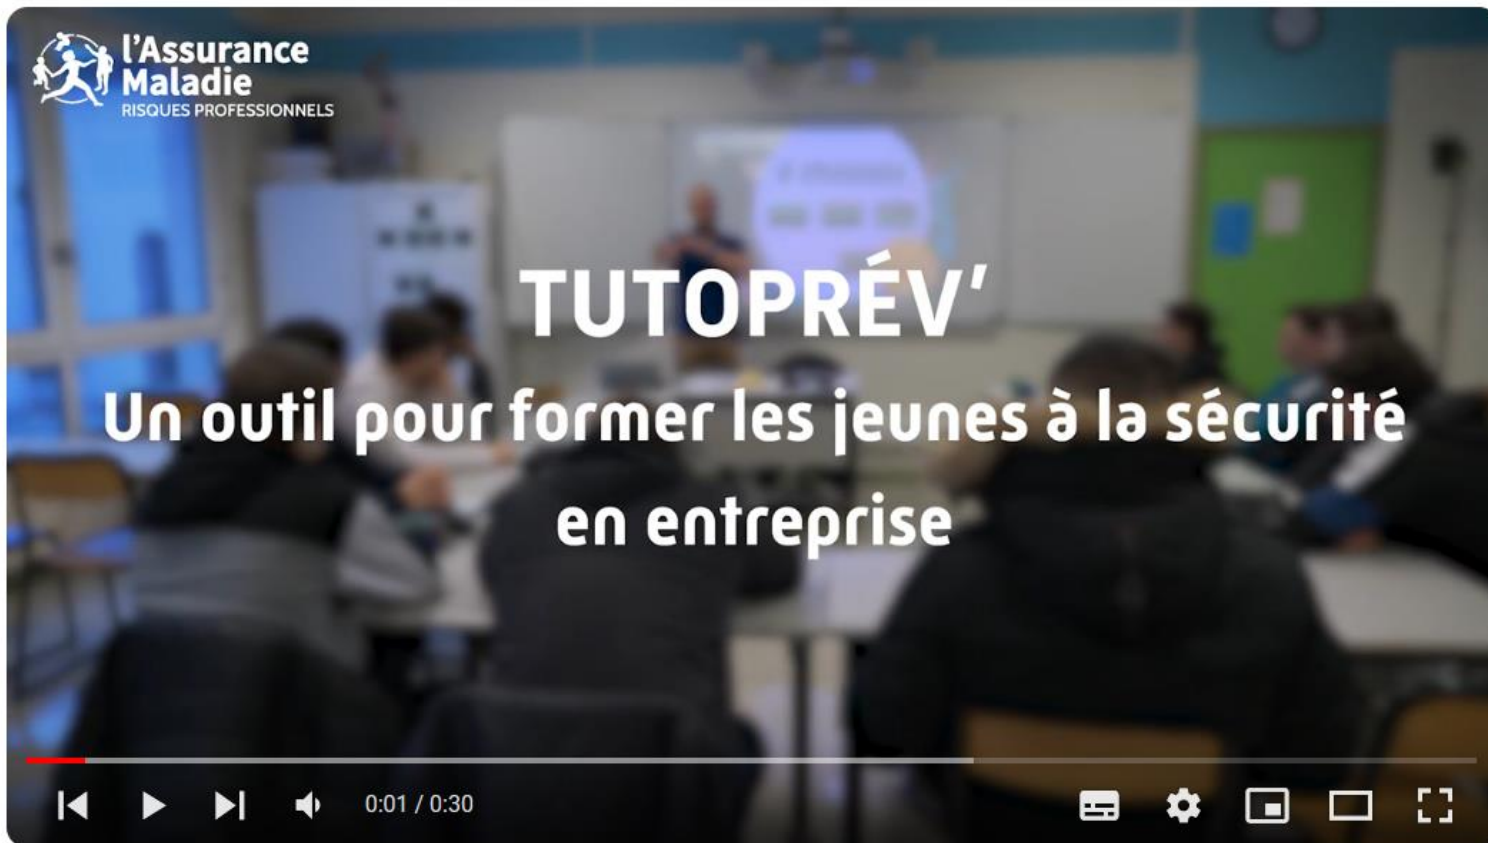 l'Assurance
Maladie
RISQUES PROFESSIONNELS
TUTOPRÉV'
Un outil pour former les jeunes à la sécurité
en entreprise
0:01 / 0:30